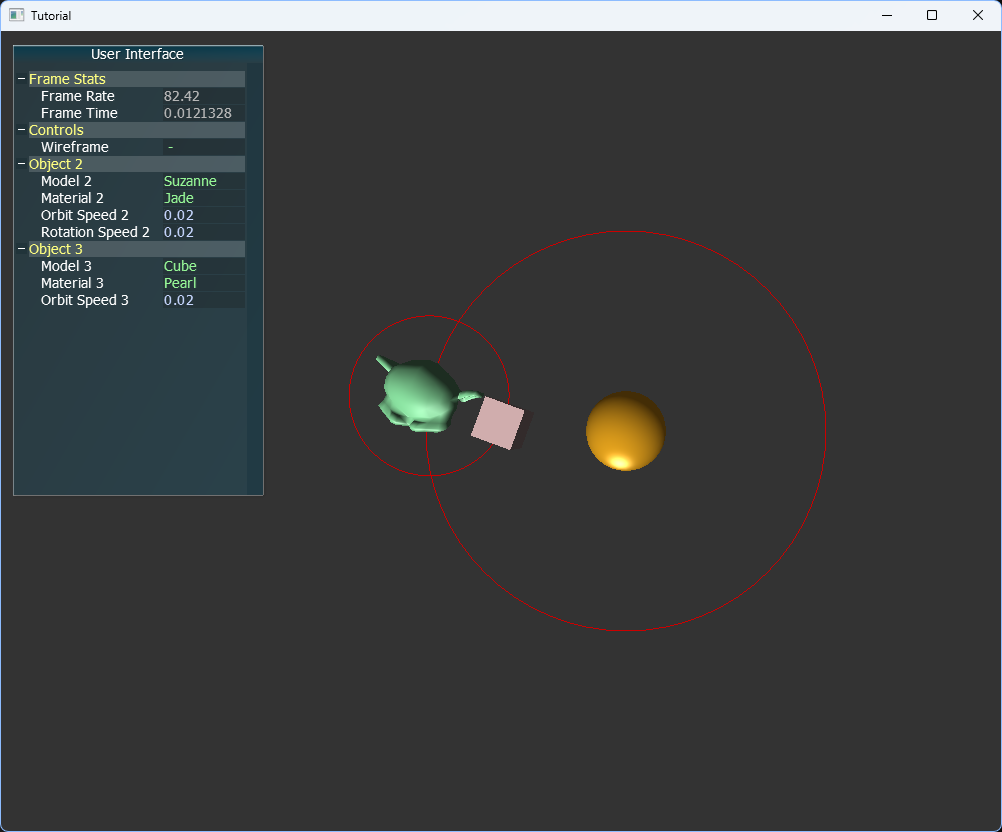 Tutorial
User Interface
Frame Stats
Frame Rate 82.42
Frame Time 0.0121328
Controls
Wireframe -
Object 2
Model 2 Suzanne
Material 2 Jade
Orbit Speed 2 0.02
Rotation Speed 2 0.02
Object 3
Model 3 Cube
Material 3 Pearl
Orbit Speed 3 0.02